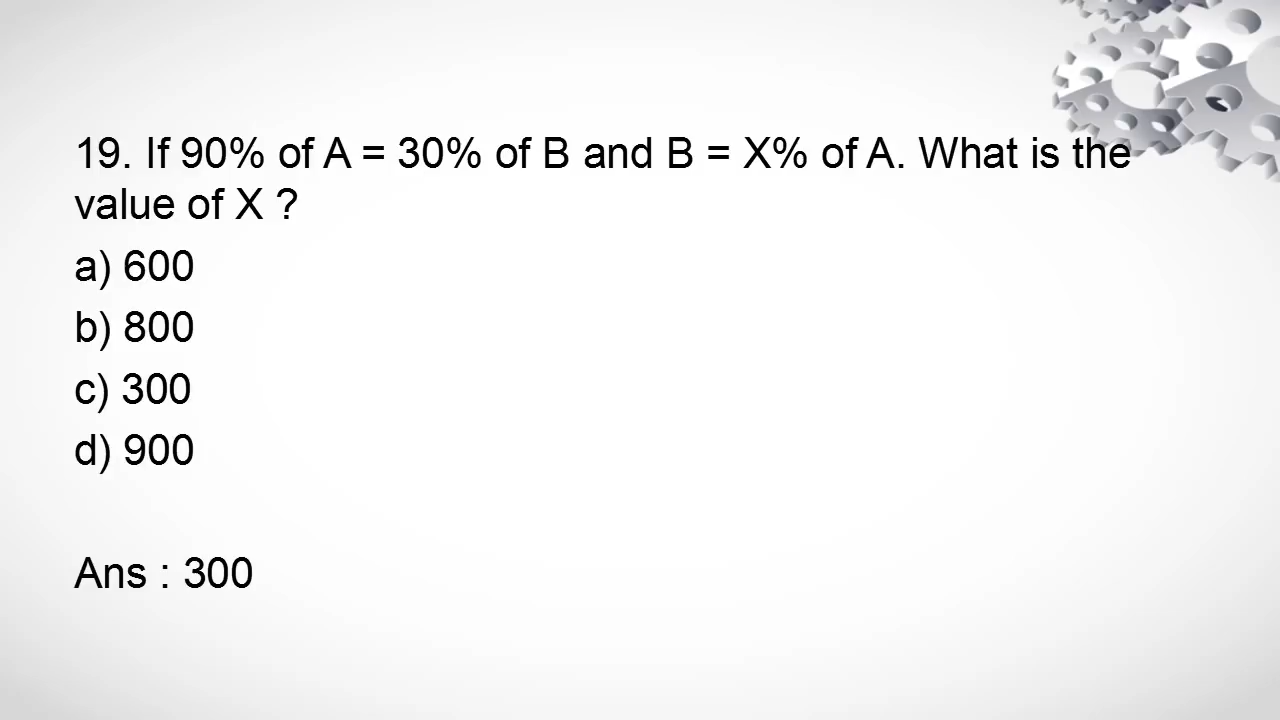 19. If 90% of A = 30% of B and B = X% of A. What is the
value of X ?
a) 600
b) 800
c) 300
d) 900
Ans : 300